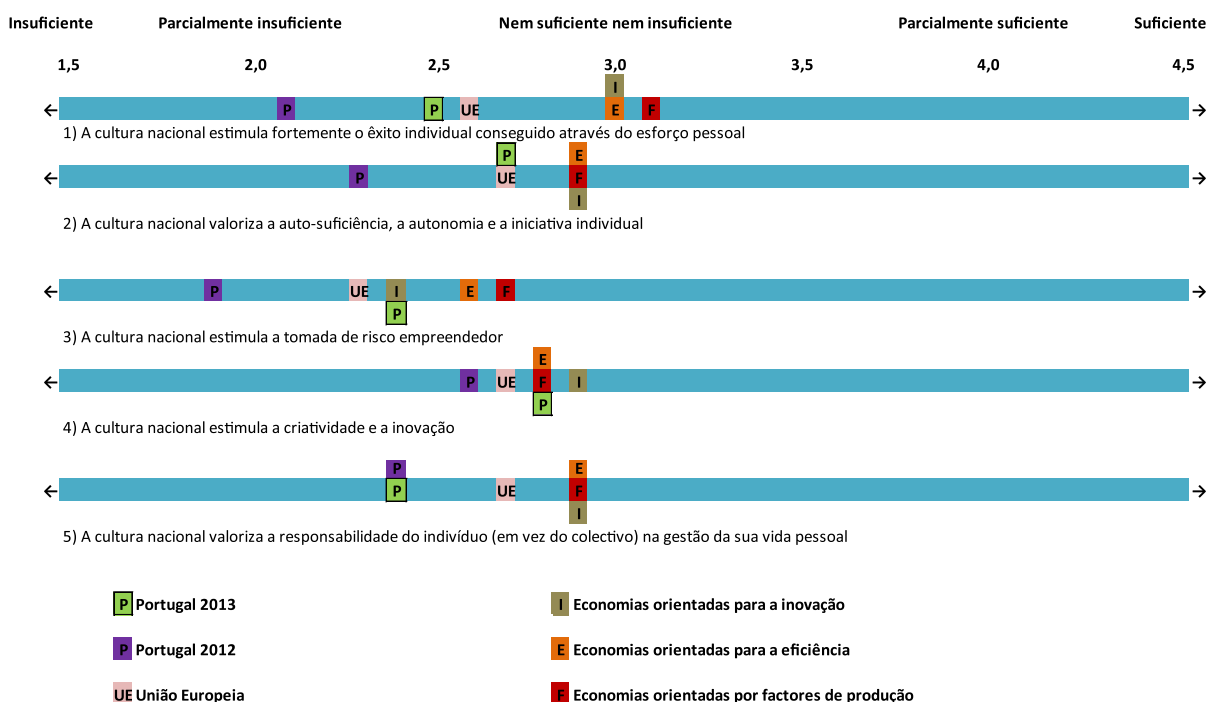 Insuficiente Parcialmente insuficiente Nem suficiente nem insuficiente Parcialmente suficiente Suficiente
1,5 2,0 2,5 3,0 3,5 4,0 4,5
I
P P UE E F
1) A cultura nacional estimula fortemente o êxito individual conseguido através do esforço pessoal
P E
P UE F
I
2) A cultura nacional valoriza a auto-suficiência, a autonomia e a iniciativa individual
P UE I E F
P
3) A cultura nacional estimula a tomada de risco empreendedor
E
P UE F I
P
4) A cultura nacional estimula a criatividade e a inovação
P E
P UE F
I
5) A cultura nacional valoriza a responsabilidade do indivíduo (em vez do colectivo) na gestão da sua vida pessoal
P Portugal 2013 I Economias orientadas para a inovação
P Portugal 2012 E Economias orientadas para a eficiência
UE União Europeia F Economias orientadas por factores de produção